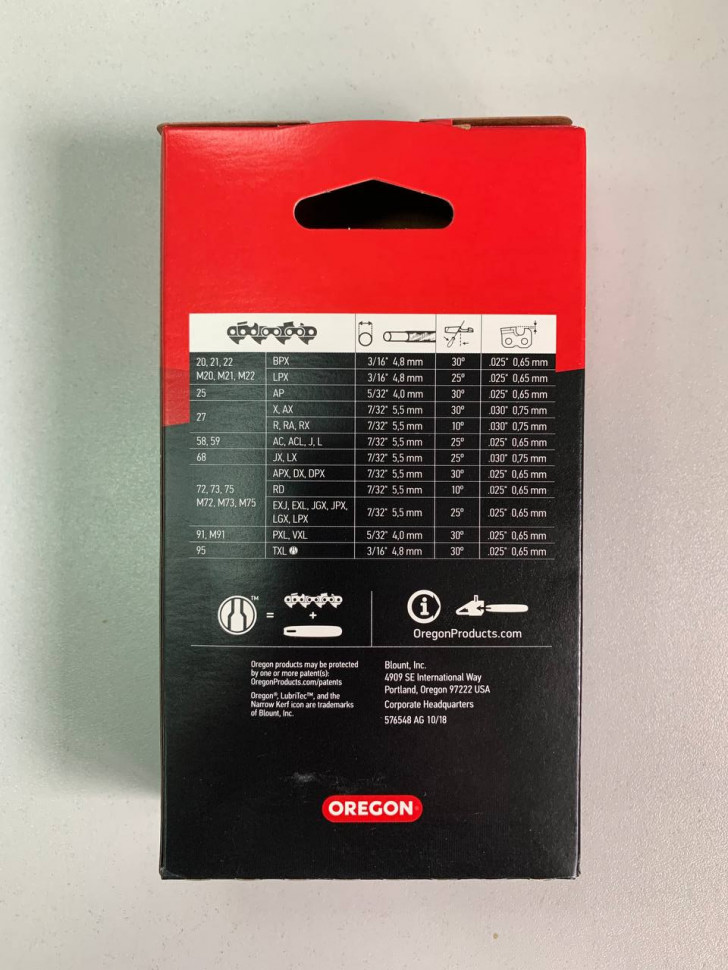 20, 21, 22 BPX 3/16" 4,8 mm 30° .025" 0,65 mm
M20, M21, M22 LPX 3/16" 4,8 mm 25° .025" 0,65 mm
25 AP 5/32" 4,0 mm 30° .025" 0,65 mm
27 X, AX 7/32" 5,5 mm 30° .030" 0,75 mm
R, RA, RX 7/32" 5,5 mm 10° .030" 0,75 mm
58, 59 AC, ACL, J, L 7/32" 5,5 mm 25° .025" 0,65 mm
68 JX, LX 7/32" 5,5 mm 25° .030" 0,75 mm
APX, DX, DPX 7/32" 5,5 mm 30° .025" 0,65 mm
72, 73, 75 RD 7/32" 5,5 mm 10° .025" 0,65 mm
M72, M73, M75 EXJ, EXL, JGX, JPX, 7/32" 5,5 mm 25° .025" 0,65 mm
LGX, LPX
91, M91 PXL, VXL 5/32" 4,0 mm 30° .025" 0,65 mm
95 TXL 3/16" 4,8 mm 30° .025" 0,65 mm
™ = +
i
OregonProducts.com
Oregon products may be protected
by one or more patent(s):
OregonProducts.com/patents
Oregon®, LubriTec™, and the
Narrow Kerf icon are trademarks
of Blount, Inc.
Blount, Inc.
4909 SE International Way
Portland, Oregon 97222 USA
Corporate Headquarters
576548 AG 10/18
OREGON®